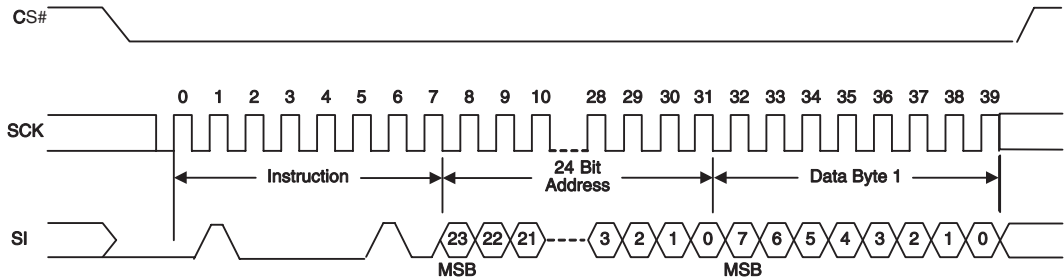 CS#
0 1 2 3 4 5 6 7 8 9 10 28 29 30 31 32 33 34 35 36 37 38 39
SCK
Instruction 24 Bit Address Data Byte 1
SI 23 22 21 3 2 1 0 7 6 5 4 3 2 1 0
MSB MSB